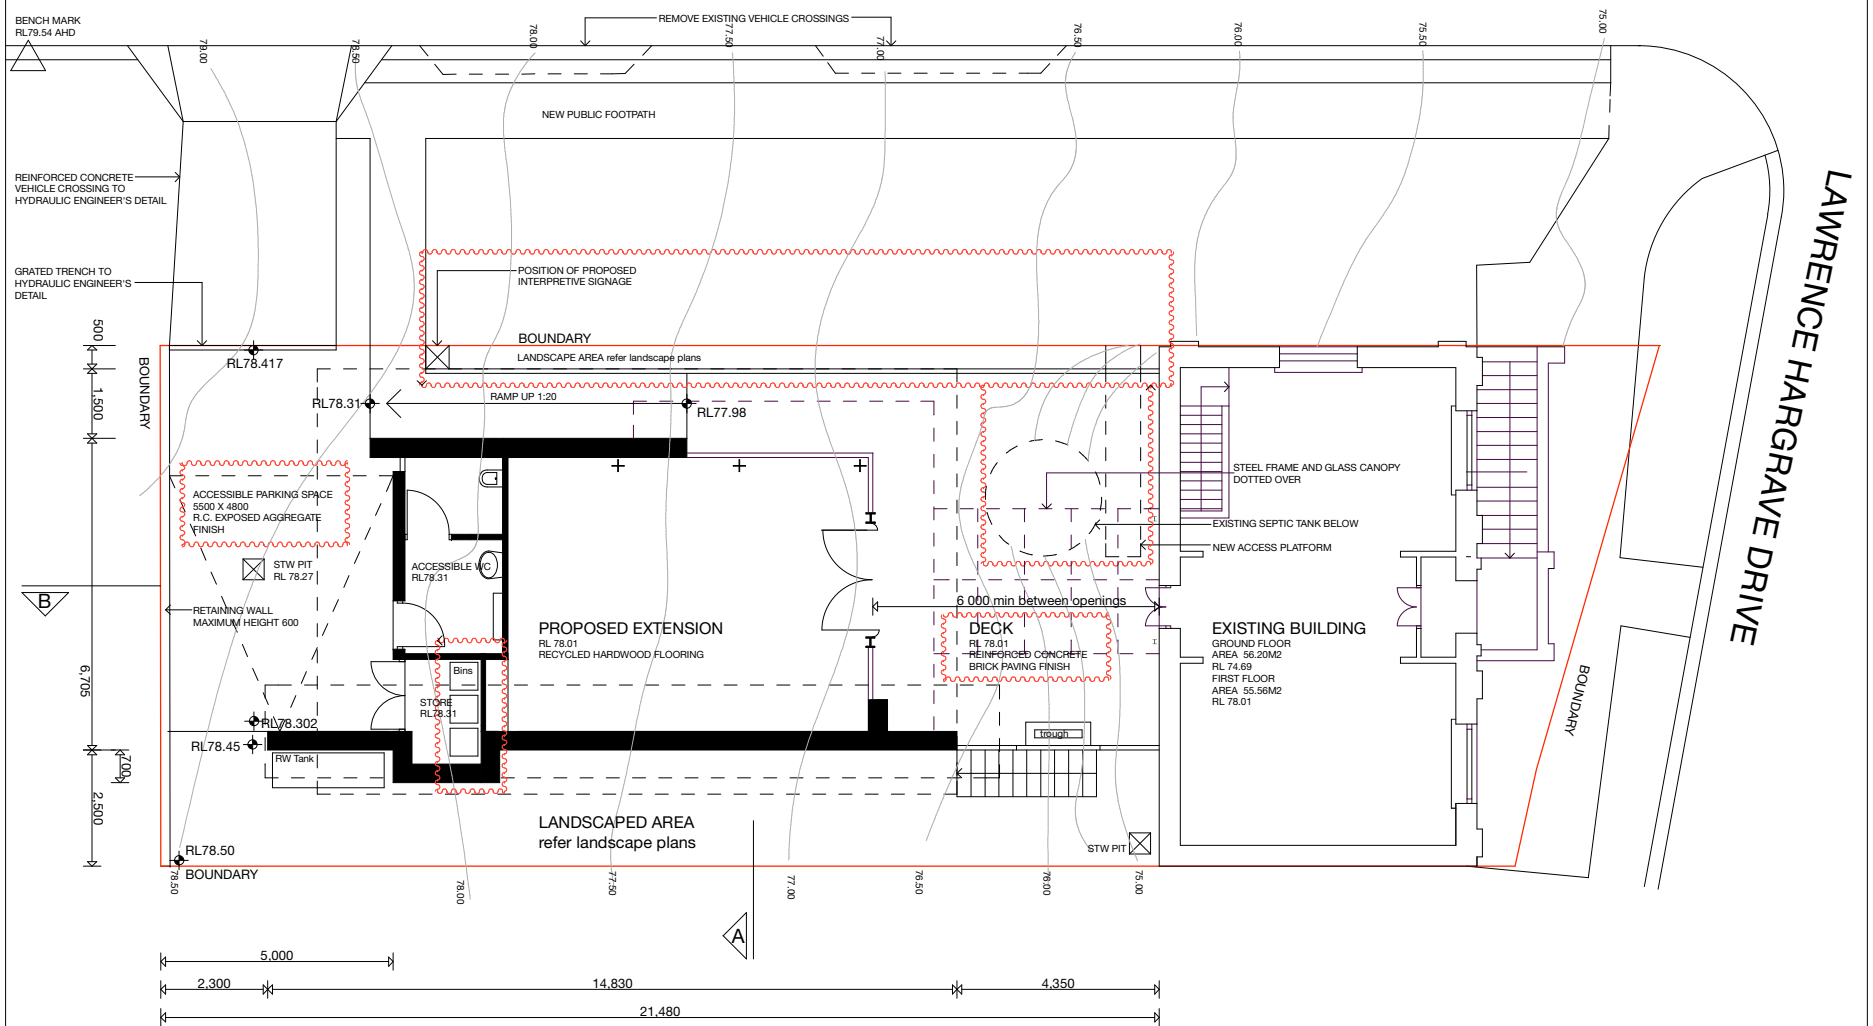 BENCH MARK
RL79.54 AHD
REMOVE EXISTING VEHICLE CROSSINGS
79.00
78.50
78.00
77.50
77.00
76.50
76.00
75.50
75.00
NEW PUBLIC FOOTPATH
REINFORCED CONCRETE
VEHICLE CROSSING TO
HYDRAULIC ENGINEER'S DETAIL
GRATED TRENCH TO
HYDRAULIC ENGINEER'S
DETAIL
POSITION OF PROPOSED
INTERPRETIVE SIGNAGE
LAWRENCE HARGRAVE DRIVE
BOUNDARY
LANDSCAPE AREA refer landscape plans
500
1,500
6,705
700
2,500
BOUNDARY
RL78.417
RL78.31
RAMP UP 1:20
RL77.98
ACCESSIBLE PARKING SPACE
5500 X 4800
R.C. EXPOSED AGGREGATE
FINISH
STW PIT
RL 78.27
ACCESSIBLE WC
RL78.31
STEEL FRAME AND GLASS CANOPY
DOTTED OVER
EXISTING SEPTIC TANK BELOW
NEW ACCESS PLATFORM
B
RETAINING WALL
MAXIMUM HEIGHT 600
6 000 min between openings
PROPOSED EXTENSION
RL 78.01
RECYCLED HARDWOOD FLOORING
DECK
RL 78.01
REINFORCED CONCRETE
BRICK PAVING FINISH
EXISTING BUILDING
GROUND FLOOR
AREA 56.20M2
RL 74.69
FIRST FLOOR
AREA 55.56M2
RL 78.01
BOUNDARY
Bins
STORE
RL78.31
RL78.302
RL78.45
RW Tank
trough
LANDSCAPED AREA
refer landscape plans
STW PIT
RL78.50
BOUNDARY
78.50
78.00
77.50
77.00
76.50
76.00
75.00
A
5,000
2,300
14,830
4,350
21,480